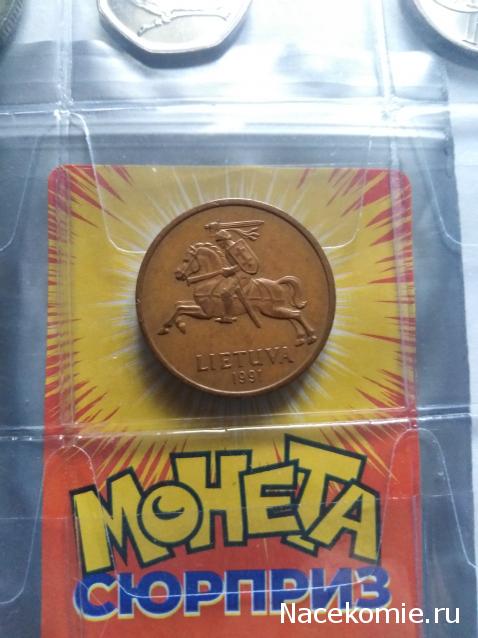 LIETUVA
1991
МОНЕТА
СЮРПРИЗ
Nacekomie.ru